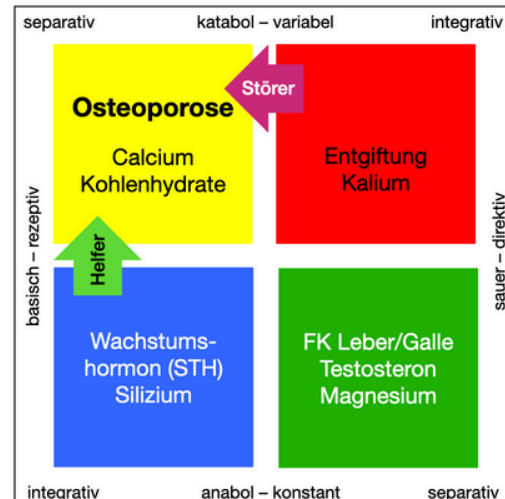 separativ
katabol – variabel
integrativ
Osteoporose
Calcium
Kohlenhydrate
Störer
Entgiftung
Kalium
basisch – rezeptiv
sauer – direktiv
Helfer
Wachstums-
hormon (STH)
Silizium
FK Leber/Galle
Testosteron
Magnesium
integrativ
anabol – konstant
separativ